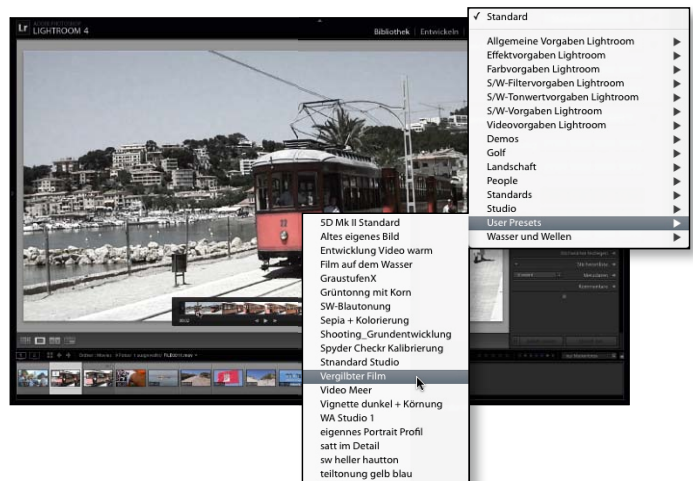 Lr LIGHTROOM 4
Bibliothek | Entwickeln |
✓ Standard
Allgemeine Vorgaben Lightroom
Effektvorgaben Lightroom
Farbvorgaben Lightroom
S/W-Filtervorgaben Lightroom
S/W-Tonwertvorgaben Lightroom
S/W-Vorgaben Lightroom
Videovorgaben Lightroom
Demos
Golf
Landschaft
People
Standards
Studio
User Presets
Wasser und Wellen
5D Mk II Standard
Altes eigenes Bild
Entwicklung Video warm
Film auf dem Wasser
GraustufenX
Grüntonng mit Korn
SW-Blautonung
Sepia + Kolorierung
Shooting_Grundentwicklung
Spyder Checkr Kalibrierung
Stnandard Studio
Vergilbter Film
Video Meer
Vignette dunkel + Körnung
WA Studio 1
eigennes Portrait Profil
satt im Detail
sw heller hautton
teiltonung gelb blau